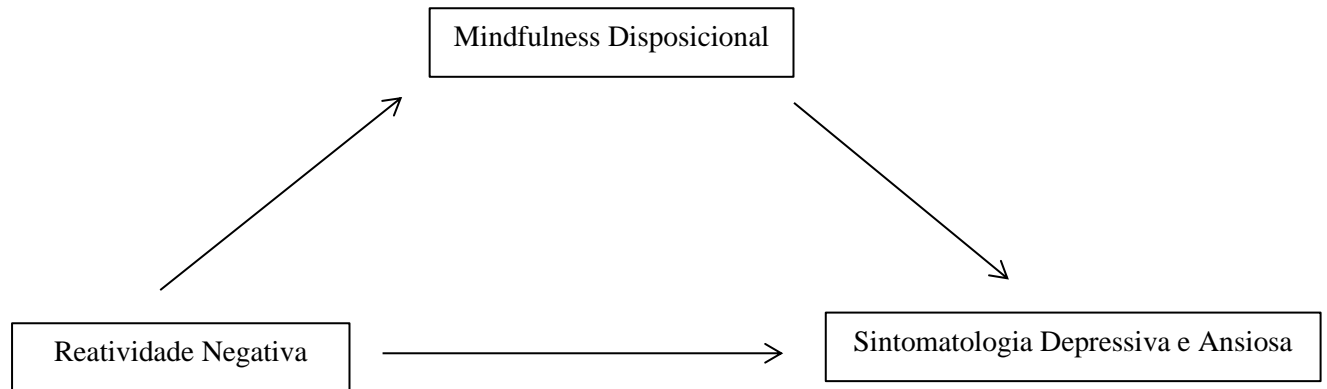 Mindfulness Disposicional
Reatividade Negativa
Sintomatologia Depressiva e Ansiosa